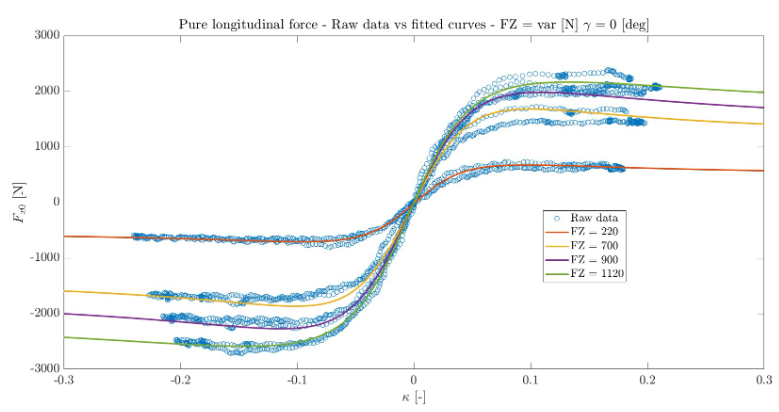 Pure longitudinal force - Raw data vs fitted curves - FZ = var [N] γ = 0 [deg]
3000
2000
1000
0
-1000
-2000
-3000
F_{x0} [N]
-0.3 -0.2 -0.1 0 0.1 0.2 0.3
κ [-]
Raw data
FZ = 220
FZ = 700
FZ = 900
FZ = 1120